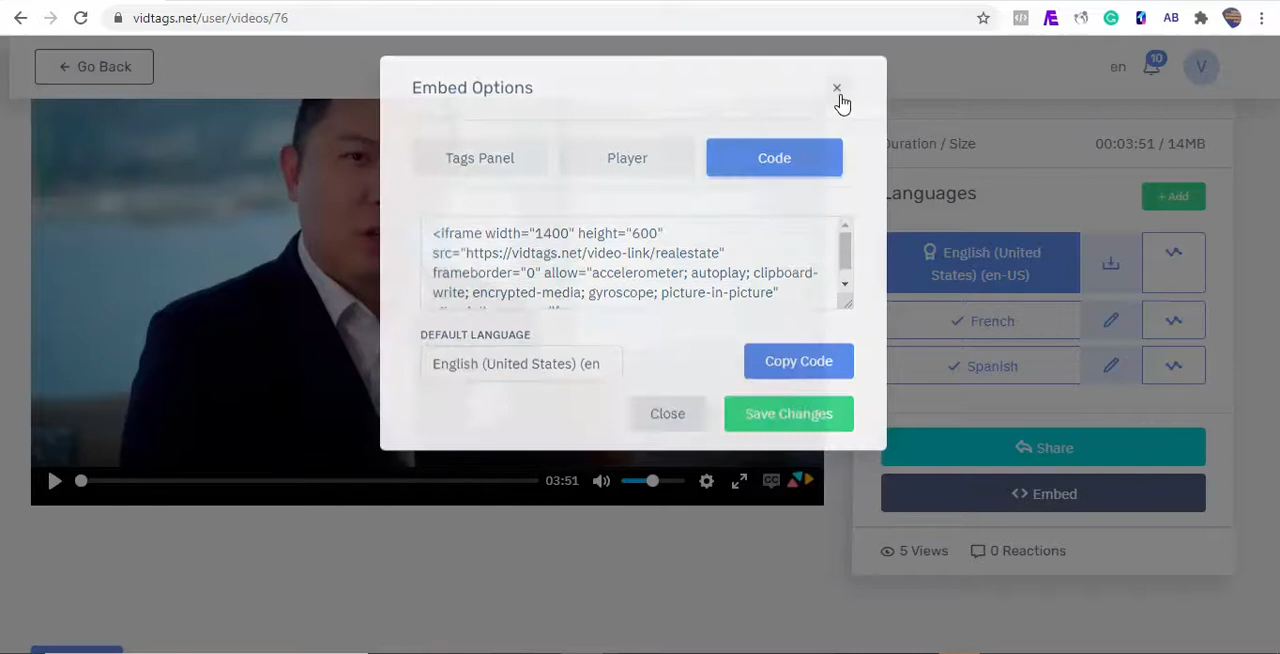 vidtags.net/user/videos/76
AB
Go Back
en
10
V
Embed Options
×
Tags Panel
Player
Code
<iframe width="1400" height="600"
src="https://vidtags.net/video-link/realestate"
frameborder="0" allow="accelerometer; autoplay; clipboard-
write; encrypted-media; gyroscope; picture-in-picture"
DEFAULT LANGUAGE
English (United States) (en
Copy Code
Close
Save Changes
Duration / Size
00:03:51 / 14MB
Languages
+ Add
English (United
States) (en-US)
French
Spanish
Share
<> Embed
5 Views
0 Reactions
03:51
CC